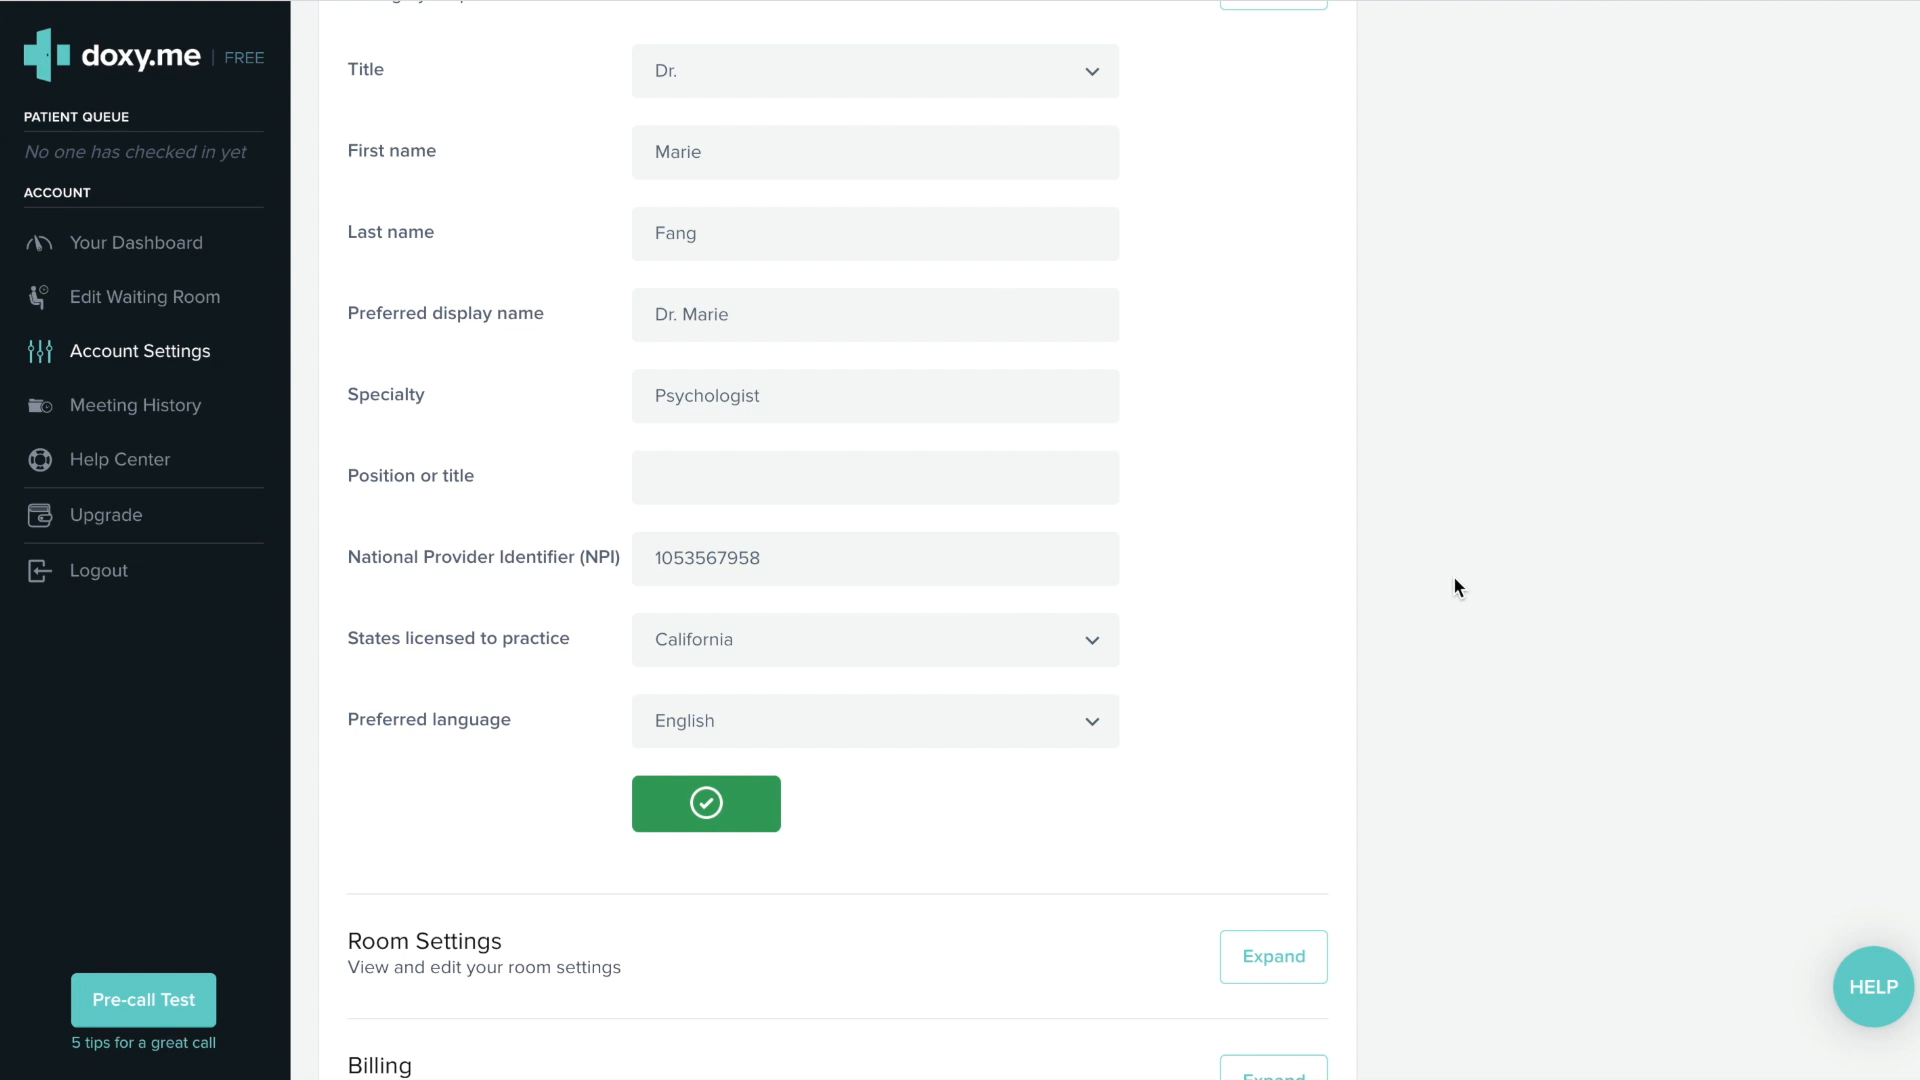 doxy.me | FREE
PATIENT QUEUE
No one has checked in yet
ACCOUNT
Your Dashboard
Edit Waiting Room
Account Settings
Meeting History
Help Center
Upgrade
Logout
Pre-call Test
5 tips for a great call
Title
Dr.
First name
Marie
Last name
Fang
Preferred display name
Dr. Marie
Specialty
Psychologist
Position or title
National Provider Identifier (NPI)
1053567958
States licensed to practice
California
Preferred language
English
Room Settings
View and edit your room settings
Expand
Billing
Expand
HELP